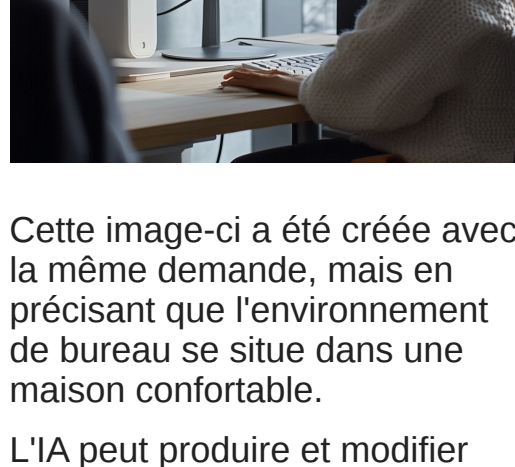 Cette image-ci a été créée avec
la même demande, mais en
précisant que l'environnement
de bureau se situe dans une
maison confortable.
L'IA peut produire et modifier